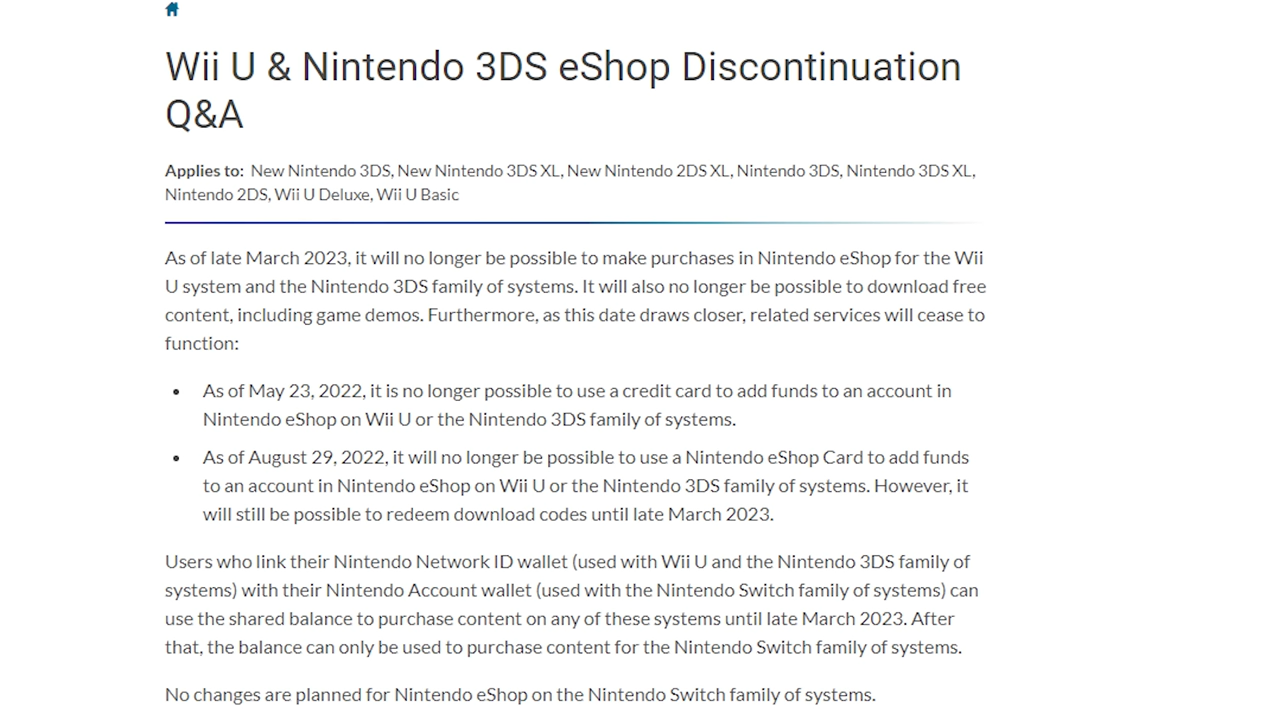 Wii U & Nintendo 3DS eShop Discontinuation
Q&A
Applies to: New Nintendo 3DS, New Nintendo 3DS XL, New Nintendo 2DS XL, Nintendo 3DS, Nintendo 3DS XL,
Nintendo 2DS, Wii U Deluxe, Wii U Basic
As of late March 2023, it will no longer be possible to make purchases in Nintendo eShop for the Wii
U system and the Nintendo 3DS family of systems. It will also no longer be possible to download free
content, including game demos. Furthermore, as this date draws closer, related services will cease to
function:
• As of May 23, 2022, it is no longer possible to use a credit card to add funds to an account in
Nintendo eShop on Wii U or the Nintendo 3DS family of systems.
• As of August 29, 2022, it will no longer be possible to use a Nintendo eShop Card to add funds
to an account in Nintendo eShop on Wii U or the Nintendo 3DS family of systems. However, it
will still be possible to redeem download codes until late March 2023.
Users who link their Nintendo Network ID wallet (used with Wii U and the Nintendo 3DS family of
systems) with their Nintendo Account wallet (used with the Nintendo Switch family of systems) can
use the shared balance to purchase content on any of these systems until late March 2023. After
that, the balance can only be used to purchase content for the Nintendo Switch family of systems.
No changes are planned for Nintendo eShop on the Nintendo Switch family of systems.